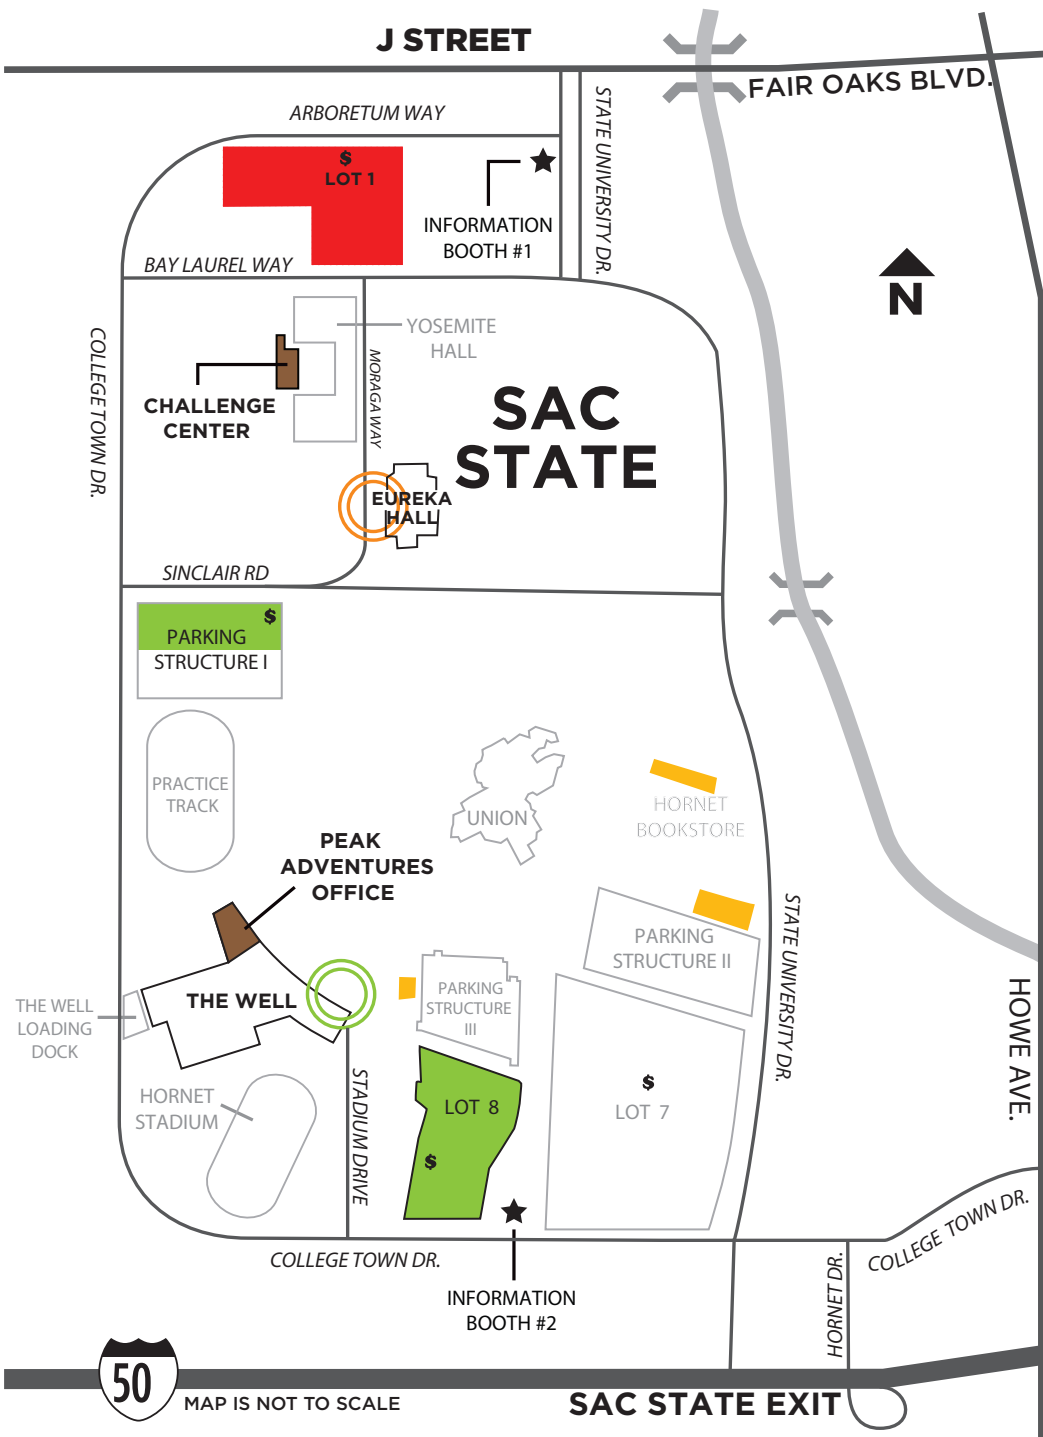 J STREET
FAIR OAKS BLVD.
ARBORETUM WAY
STATE UNIVERSITY DR.
$
LOT 1
INFORMATION
BOOTH #1
BAY LAUREL WAY
N
COLLEGE TOWN DR.
YOSEMITE
HALL
MORAGA WAY
CHALLENGE
CENTER
SAC
STATE
EUREKA
HALL
SINCLAIR RD
$
PARKING
STRUCTURE I
PRACTICE
TRACK
UNION
HORNET
BOOKSTORE
PEAK
ADVENTURES
OFFICE
PARKING
STRUCTURE II
STATE UNIVERSITY DR.
THE WELL
LOADING
DOCK
THE WELL
PARKING
STRUCTURE
III
HOWE AVE.
HORNET
STADIUM
STADIUM DRIVE
LOT 8
$
$
LOT 7
COLLEGE TOWN DR.
COLLEGE TOWN DR.
HORNET DR.
INFORMATION
BOOTH #2
50
MAP IS NOT TO SCALE
SAC STATE EXIT